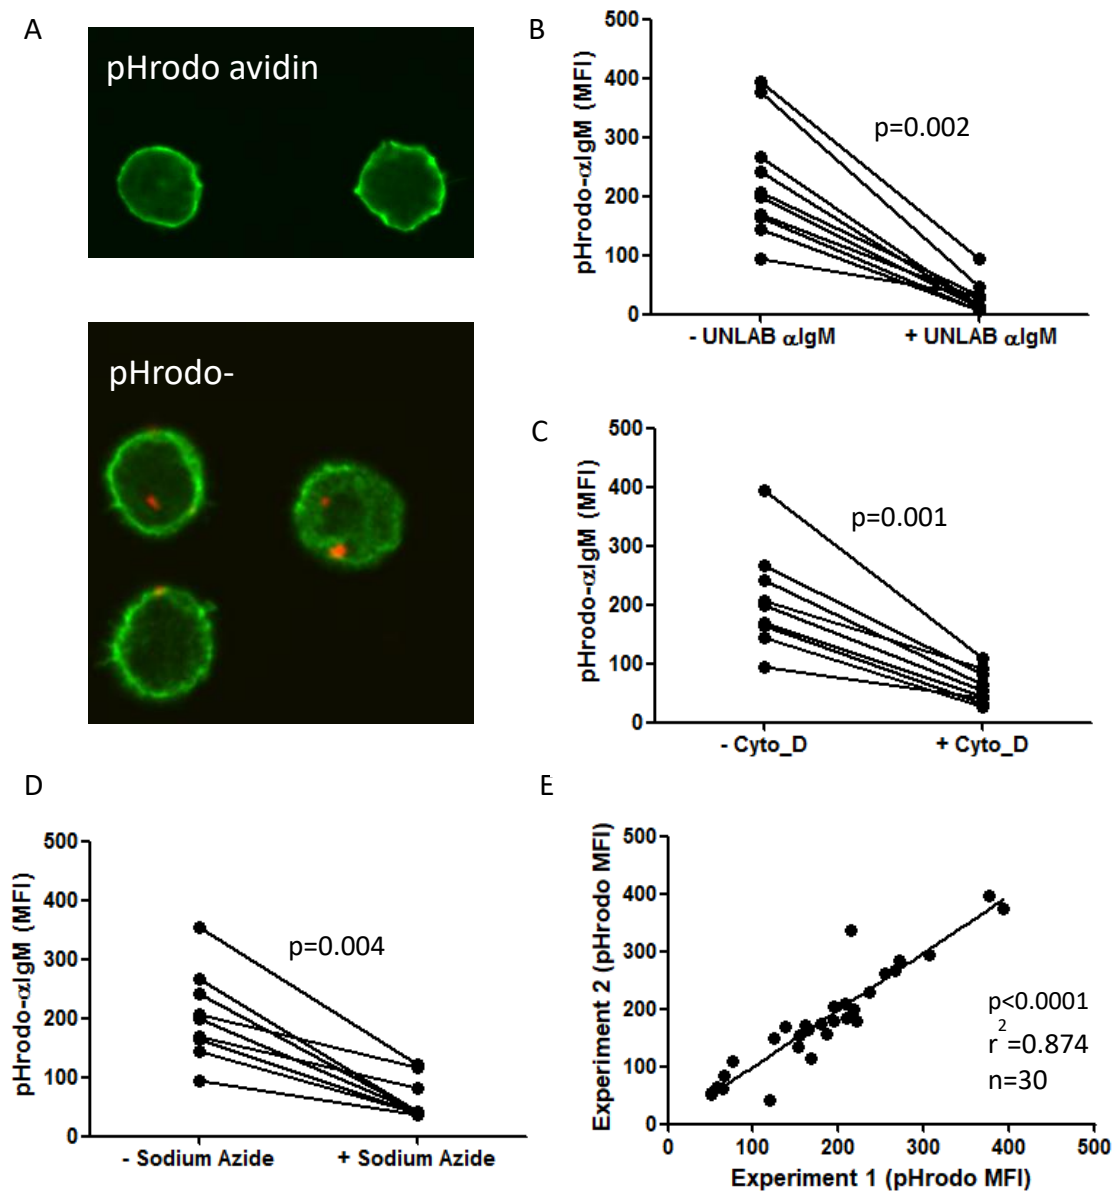 A
pHrodo avidin
pHrodo-
B
pHrodo-αIgM (MFI)
500
400
300
200
100
0
p=0.002
- UNLAB αIgM
+ UNLAB αIgM
C
pHrodo-αIgM (MFI)
500
400
300
200
100
0
p=0.001
- Cyto_D
+ Cyto_D
D
pHrodo-αIgM (MFI)
500
400
300
200
100
0
p=0.004
- Sodium Azide
+ Sodium Azide
E
Experiment 2 (pHrodo MFI)
500
400
300
200
100
0
p<0.0001
r²=0.874
n=30
0 100 200 300 400 500
Experiment 1 (pHrodo MFI)